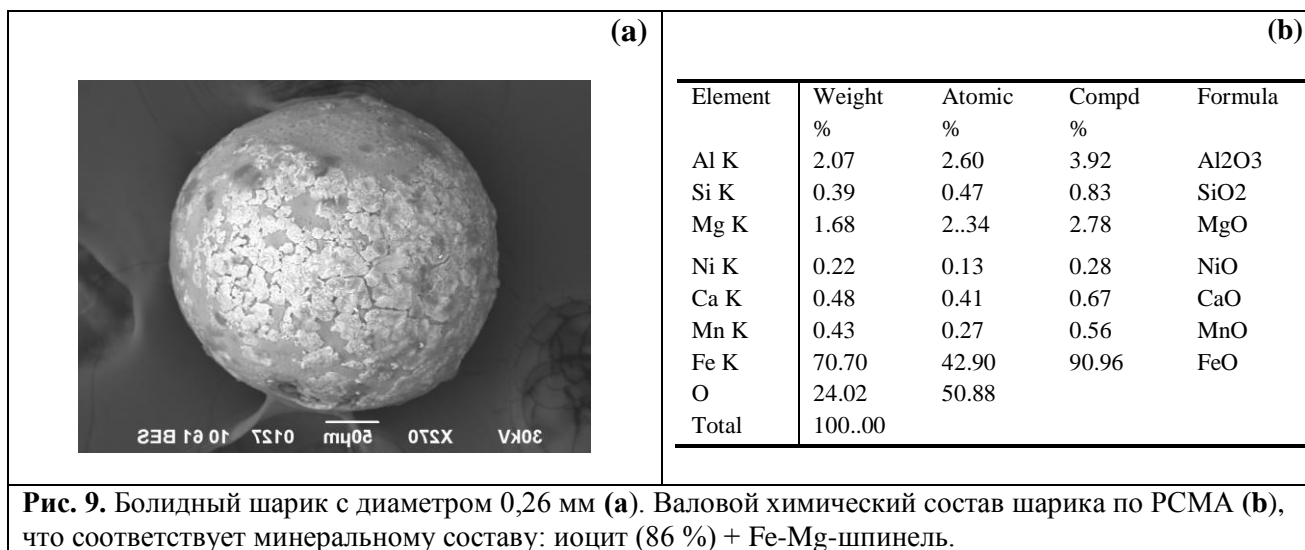 (a)
30kV X270 50µm 0127 10 61 BES
(b)
Element Weight Atomic Compd Formula
% % %
Al K 2.07 2.60 3.92 Al2O3
Si K 0.39 0.47 0.83 SiO2
Mg K 1.68 2..34 2.78 MgO
Ni K 0.22 0.13 0.28 NiO
Ca K 0.48 0.41 0.67 CaO
Mn K 0.43 0.27 0.56 MnO
Fe K 70.70 42.90 90.96 FeO
O 24.02 50.88
Total 100..00
Рис. 9. Болидный шарик с диаметром 0,26 мм (а). Валовой химический состав шарика по РСМА (b),
что соответствует минеральному составу: иоцит (86 %) + Fe-Mg-шпинель.